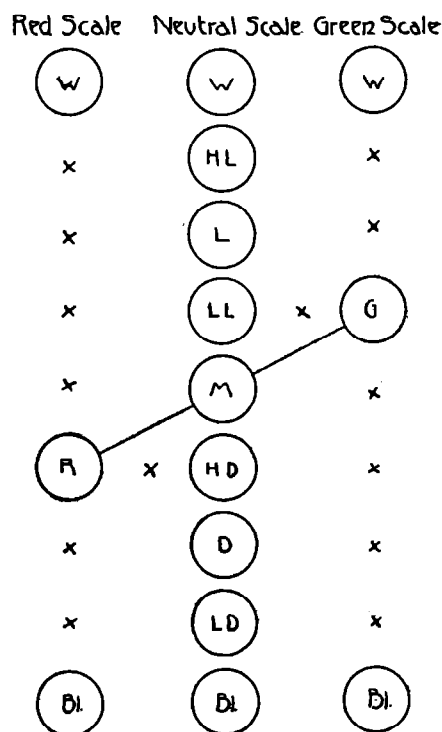 Red Scale Neutral Scale Green Scale
W W W
x HL x
x L x
x LL x G
x M x
R x HD x
x D x
x LD x
Bl. Bl Bl.